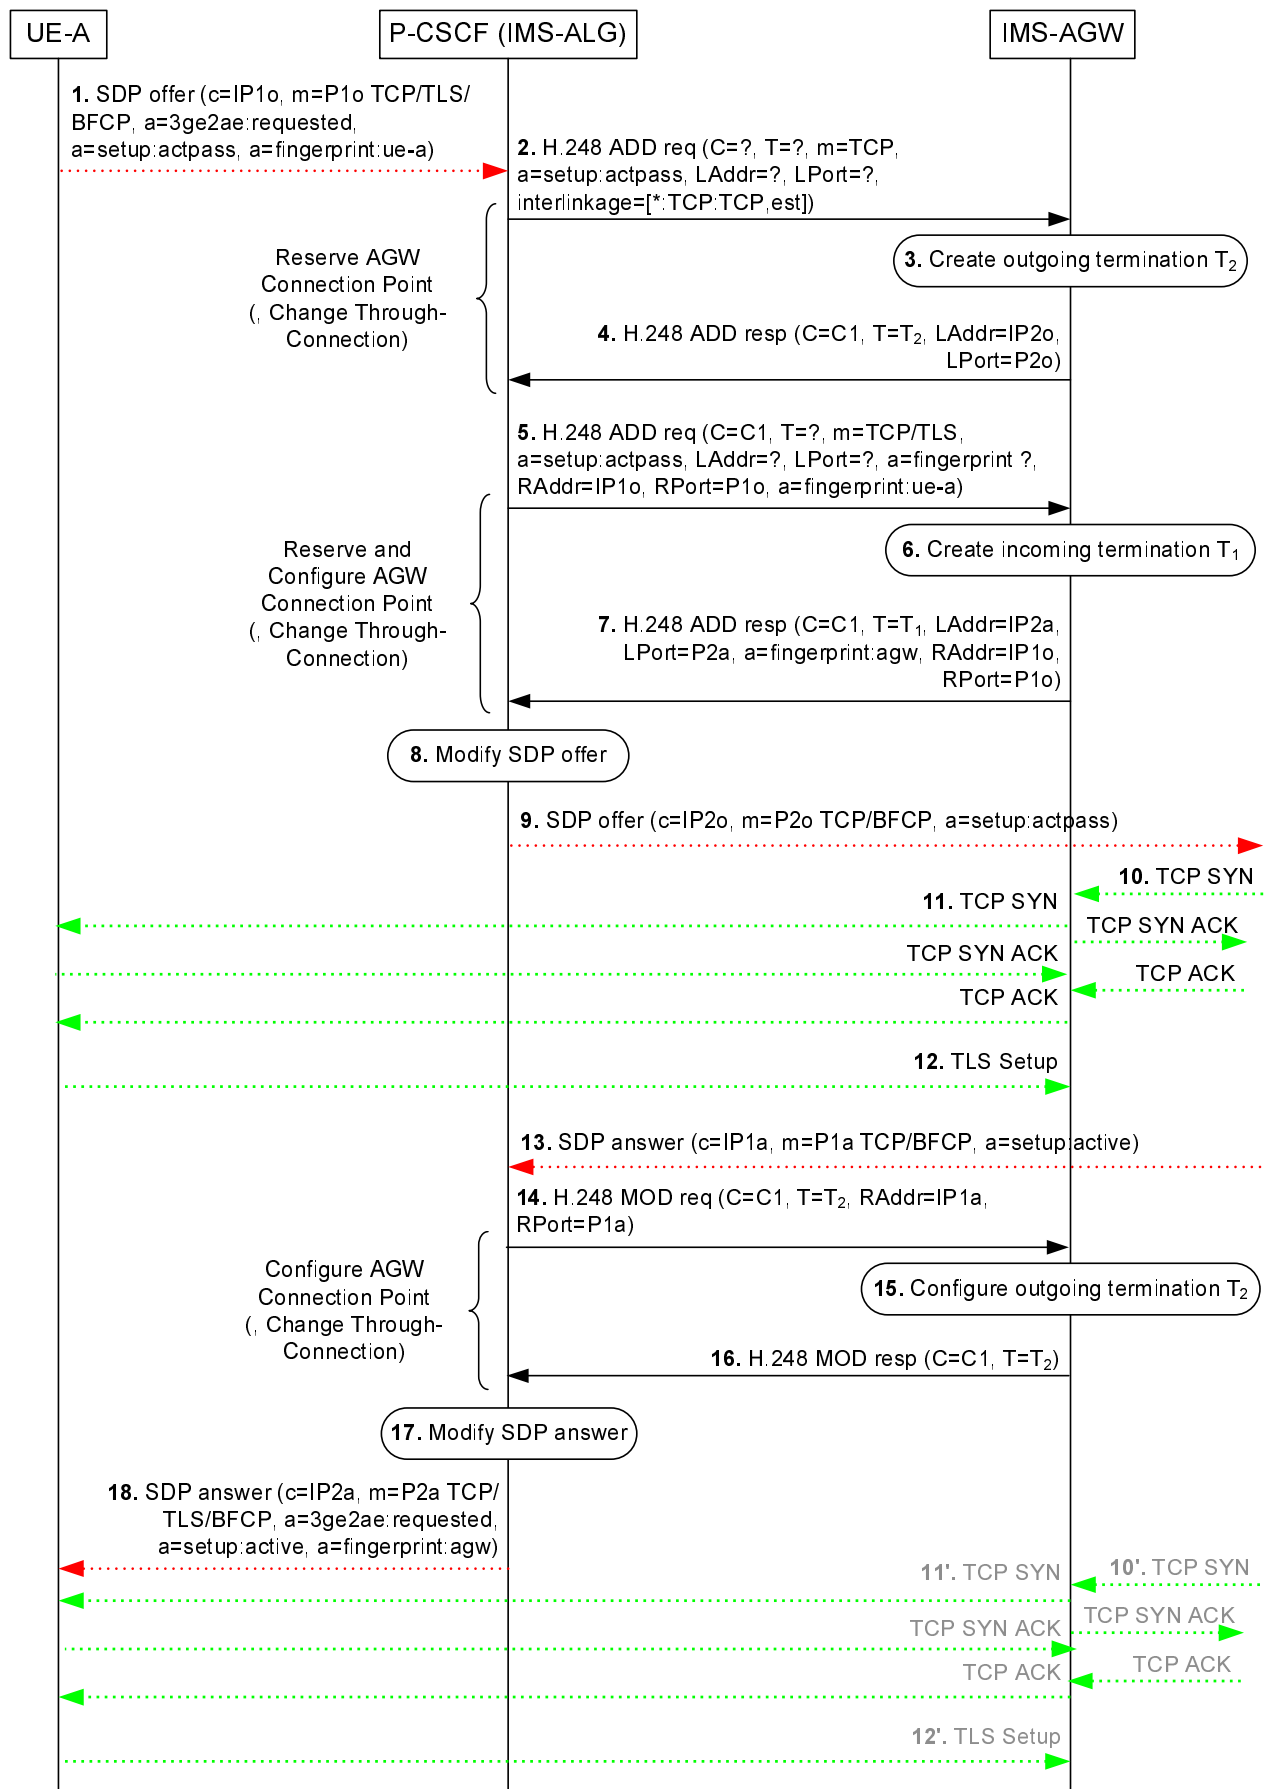 UE-A
P-CSCF (IMS-ALG)
IMS-AGW
1. SDP offer (c=IP1o, m=P1o TCP/TLS/
BFCP, a=3ge2ae:requested,
a=setup:actpass, a=fingerprint:ue-a)
2. H.248 ADD req (C=?, T=?, m=TCP,
a=setup:actpass, LAddr=?, LPort=?,
interlinkage=[*:TCP:TCP,est])
Reserve AGW
Connection Point
(, Change Through-
Connection)
3. Create outgoing termination T2
4. H.248 ADD resp (C=C1, T=T2, LAddr=IP2o,
LPort=P2o)
5. H.248 ADD req (C=C1, T=?, m=TCP/TLS,
a=setup:actpass, LAddr=?, LPort=?, a=fingerprint ?,
RAddr=IP1o, RPort=P1o, a=fingerprint:ue-a)
Reserve and
Configure AGW
Connection Point
(, Change Through-
Connection)
6. Create incoming termination T1
7. H.248 ADD resp (C=C1, T=T1, LAddr=IP2a,
LPort=P2a, a=fingerprint:agw, RAddr=IP1o,
RPort=P1o)
8. Modify SDP offer
9. SDP offer (c=IP2o, m=P2o TCP/BFCP, a=setup:actpass)
10. TCP SYN
11. TCP SYN
TCP SYN ACK
TCP SYN ACK
TCP ACK
TCP ACK
12. TLS Setup
13. SDP answer (c=IP1a, m=P1a TCP/BFCP, a=setup:active)
14. H.248 MOD req (C=C1, T=T2, RAddr=IP1a,
RPort=P1a)
Configure AGW
Connection Point
(, Change Through-
Connection)
15. Configure outgoing termination T2
16. H.248 MOD resp (C=C1, T=T2)
17. Modify SDP answer
18. SDP answer (c=IP2a, m=P2a TCP/
TLS/BFCP, a=3ge2ae:requested,
a=setup:active, a=fingerprint:agw)
10'. TCP SYN
11'. TCP SYN
TCP SYN ACK
TCP SYN ACK
TCP ACK
TCP ACK
12'. TLS Setup